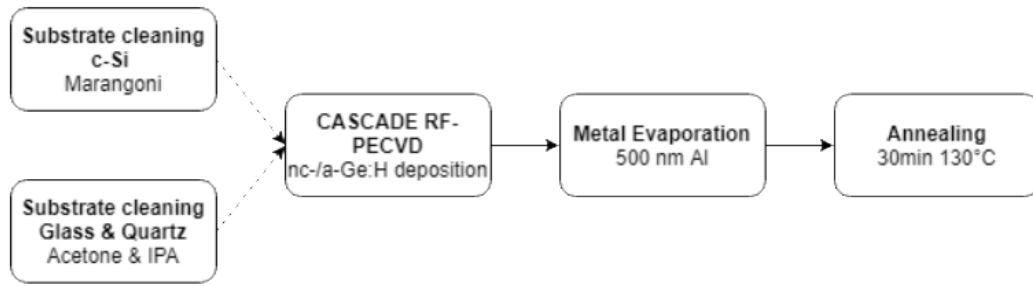 Substrate cleaning
c-Si
Marangoni
Substrate cleaning
Glass & Quartz
Acetone & IPA
CASCADE RF-
PECVD
nc-/a-Ge:H deposition
Metal Evaporation
500 nm Al
Annealing
30min 130°C